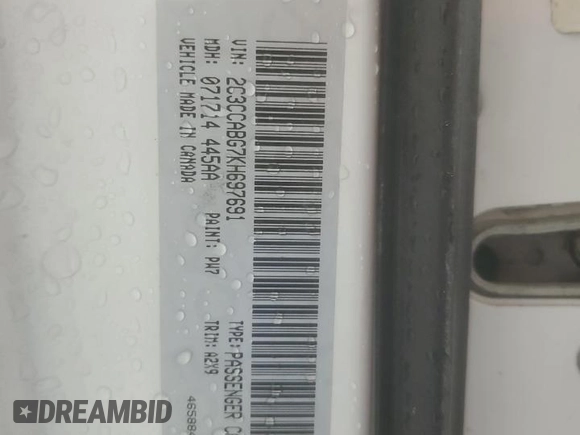 VIN: 2C3CCABG7KH697691 TYPE: PASSENGER
MDH: 071714 445AA PAINT: PW7 TRIM: A2X9
VEHICLE MADE IN CANADA
DREAMBID